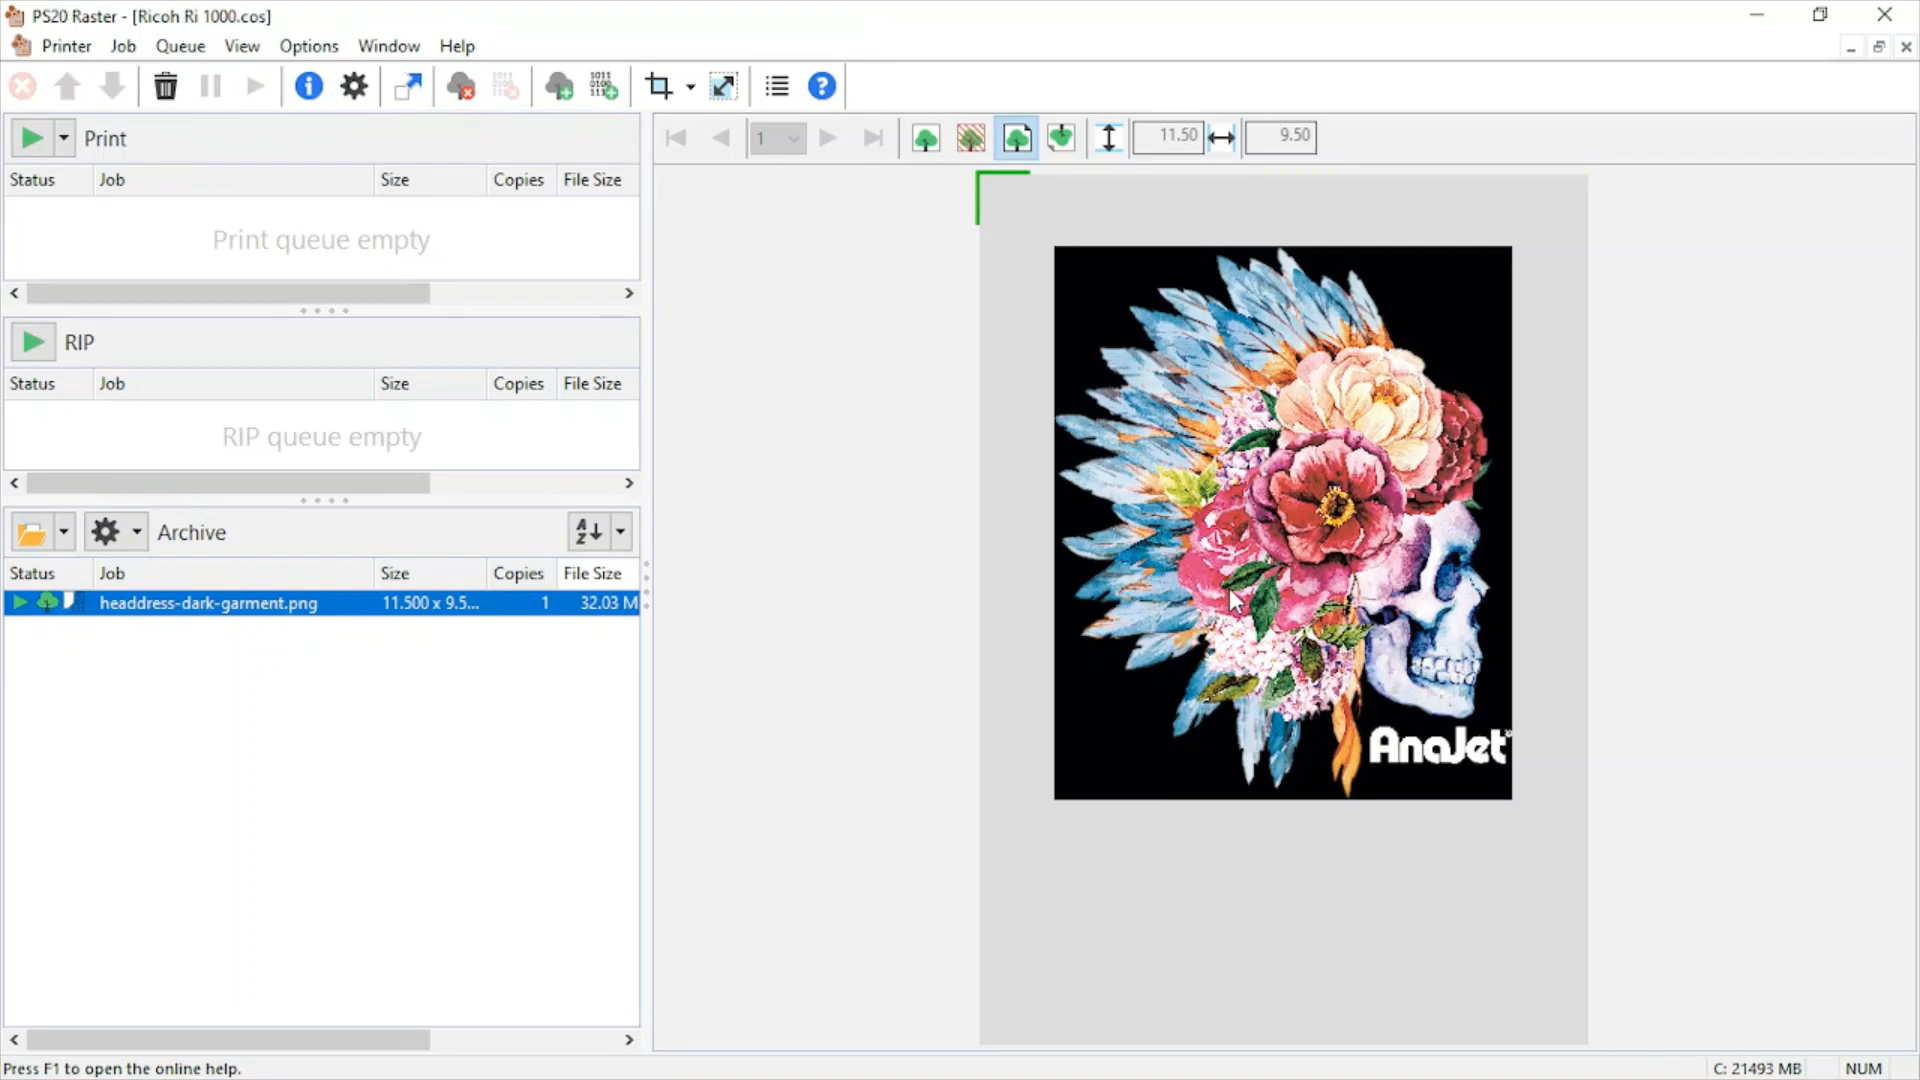 PS20 Raster - [Ricoh Ri 1000.cos]
Printer Job Queue View Options Window Help
Print
1
11.50
9.50
Status Job Size Copies File Size
Print queue empty
RIP
Status Job Size Copies File Size
RIP queue empty
Archive
Status Job Size Copies File Size
headdress-dark-garment.png 11.500 x 9.5... 1 32.03 M
AnaJet
Press F1 to open the online help.
C: 21493 MB
NUM